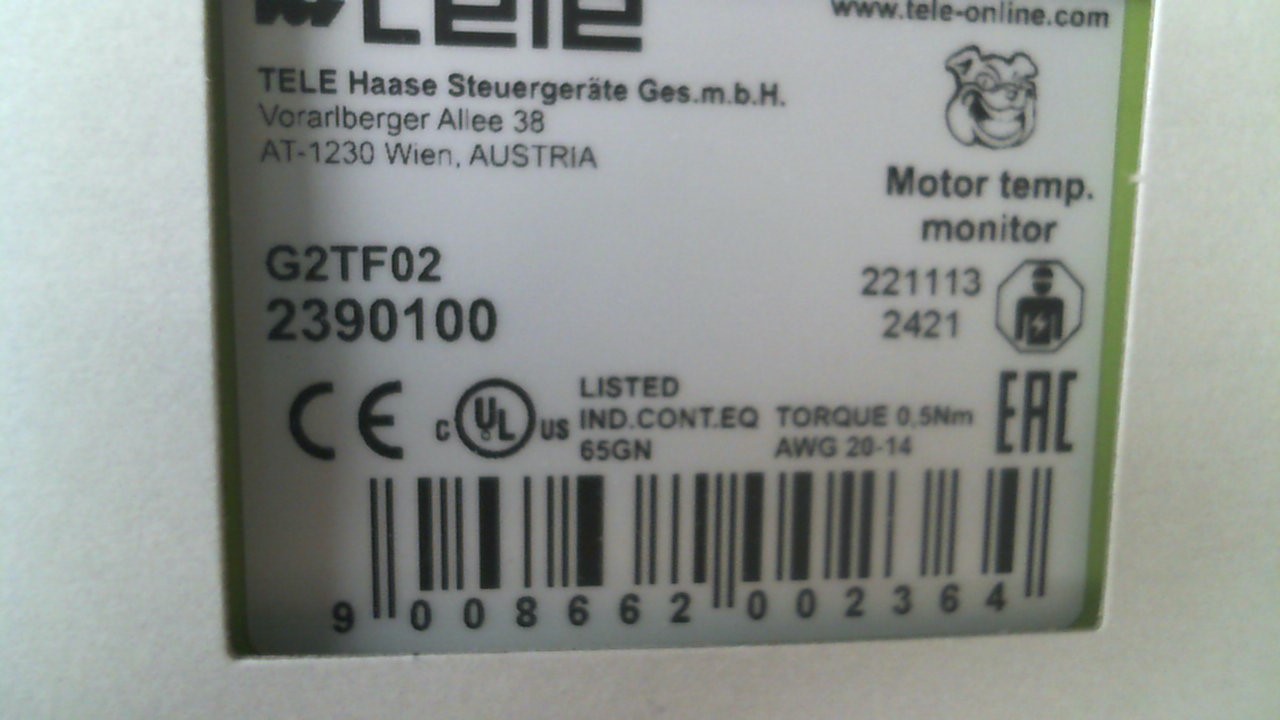 tele
www.tele-online.com
TELE Haase Steuergeräte Ges.m.b.H.
Vorarlberger Allee 38
AT-1230 Wien, AUSTRIA
Motor temp.
monitor
G2TF02
2390100
221113
2421
CE
C UL US
LISTED
IND.CONT.EQ
65GN
TORQUE 0,5Nm
AWG 20-14
EAC
9 008662 002364